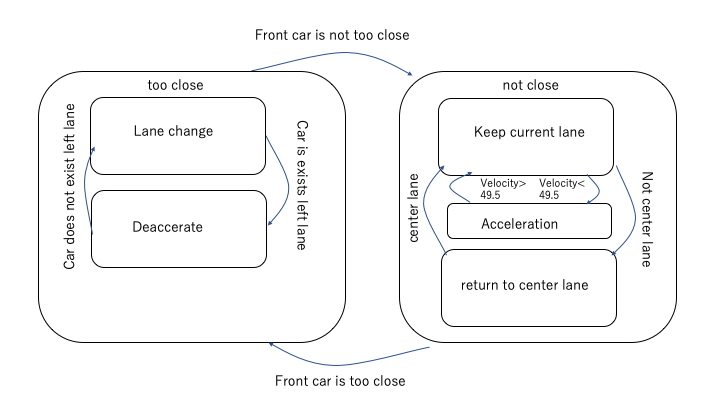 Front car is not too close
too close
Lane change
Deaccerate
Car does not exist left lane
Car is exists left lane
not close
Keep current lane
Velocity>
49.5
Velocity<
49.5
Acceleration
return to center lane
center lane
Not center lane
Front car is too close